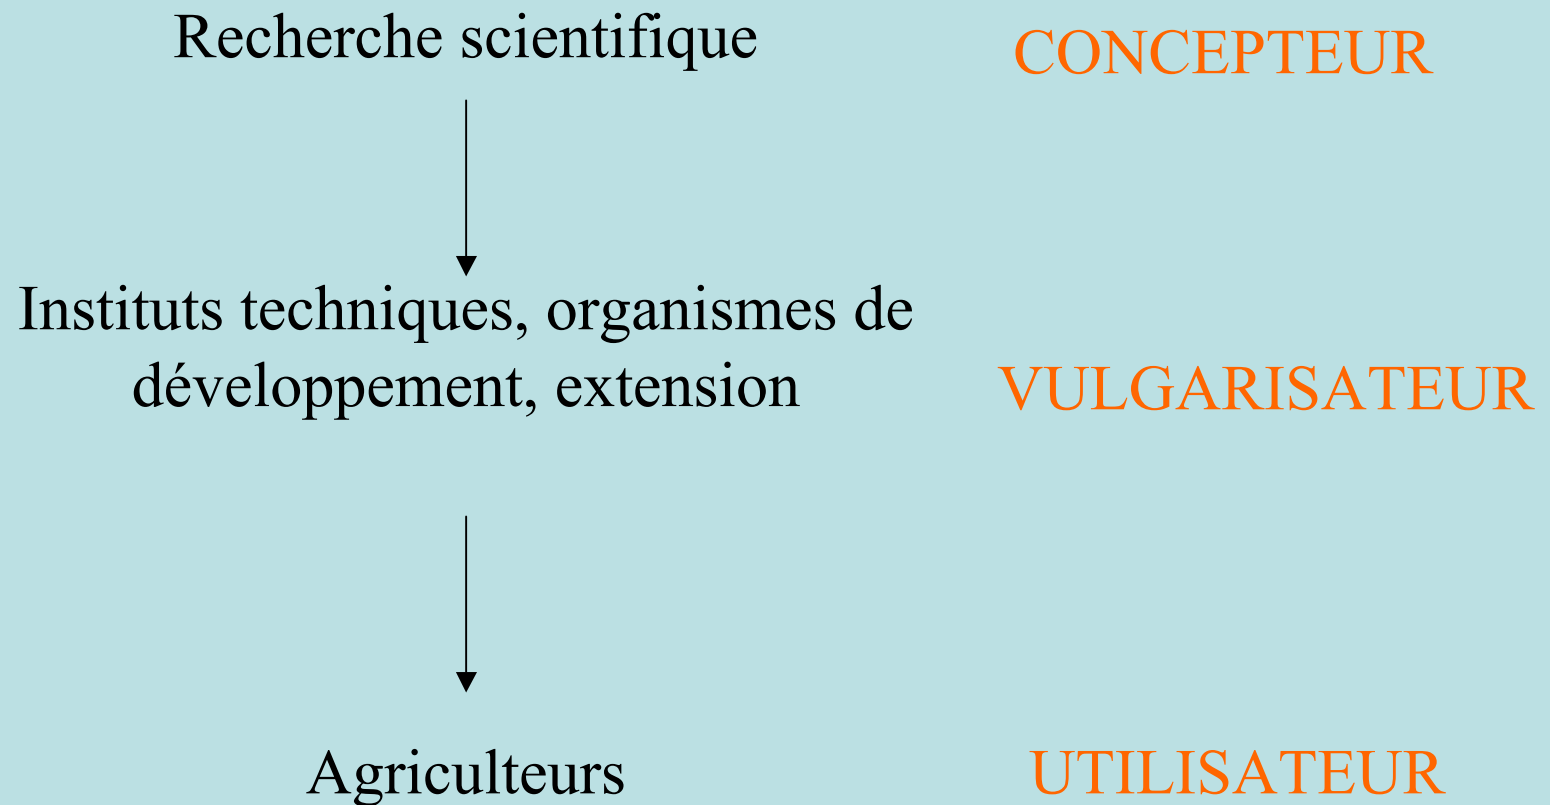 Recherche scientifique
CONCEPTEUR
Instituts techniques, organismes de
développement, extension
VULGARISATEUR
Agriculteurs
UTILISATEUR